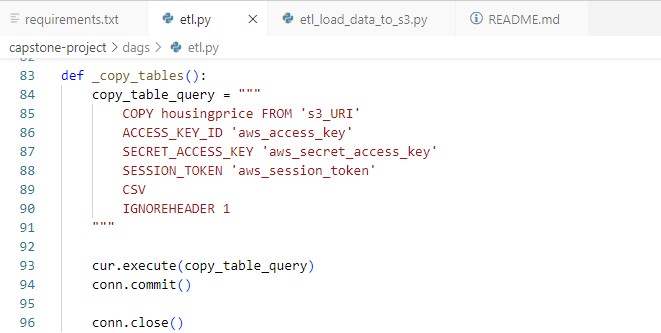 requirements.txt etl.py × etl_load_data_to_s3.py README.md
capstone-project > dags > etl.py > ...
83 def _copy_tables():
84 copy_table_query = """
85 COPY housingprice FROM 's3_URI'
86 ACCESS_KEY_ID 'aws_access_key'
87 SECRET_ACCESS_KEY 'aws_secret_access_key'
88 SESSION_TOKEN 'aws_session_token'
89 CSV
90 IGNOREHEADER 1
91 """
92
93 cur.execute(copy_table_query)
94 conn.commit()
95
96 conn.close()